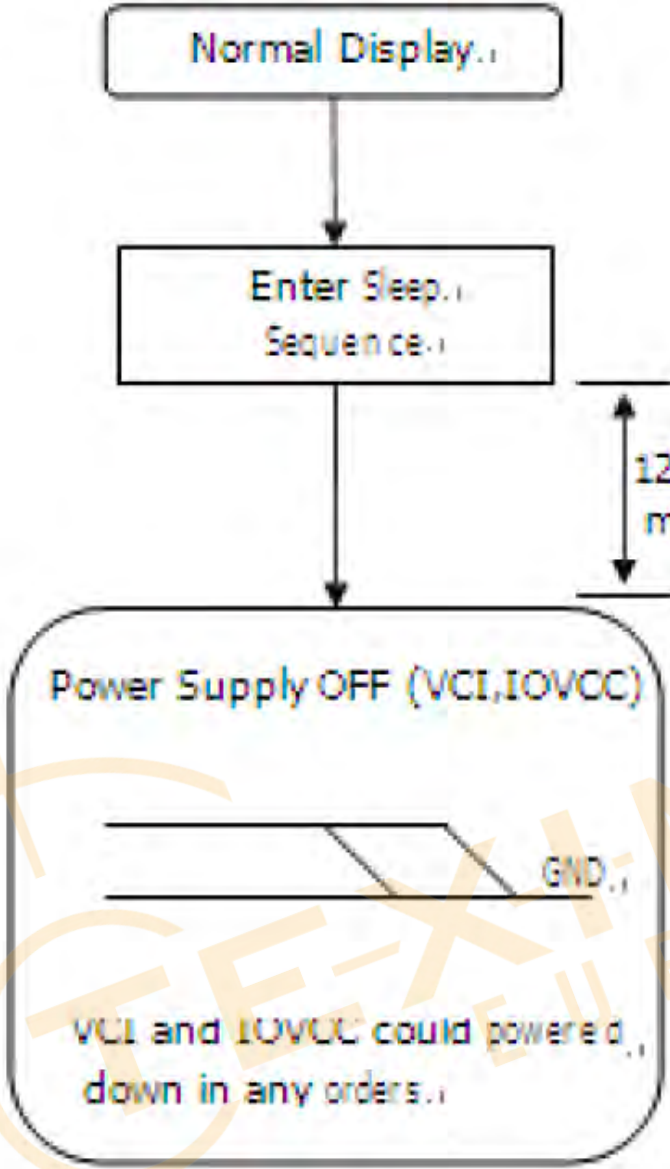 Normal Display.
Enter Sleep.
Sequence.
12
m
Power Supply OFF (VCI,IOVCC)
GND.
VCI and IOVCC could powered
down in any orders.